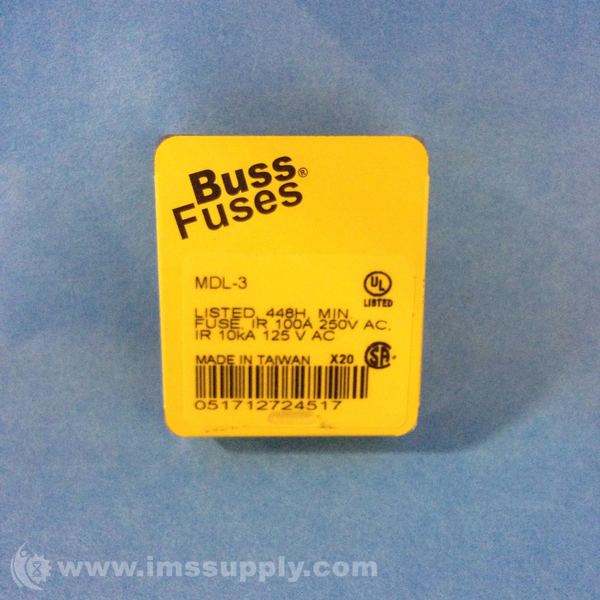 Buss®
Fuses
MDL-3
UL
LISTED
LISTED, 448H, MIN.
FUSE, IR 100A 250V AC,
IR 10kA 125 V AC
MADE IN TAIWAN X20 SA
051712724517
www.imssupply.com